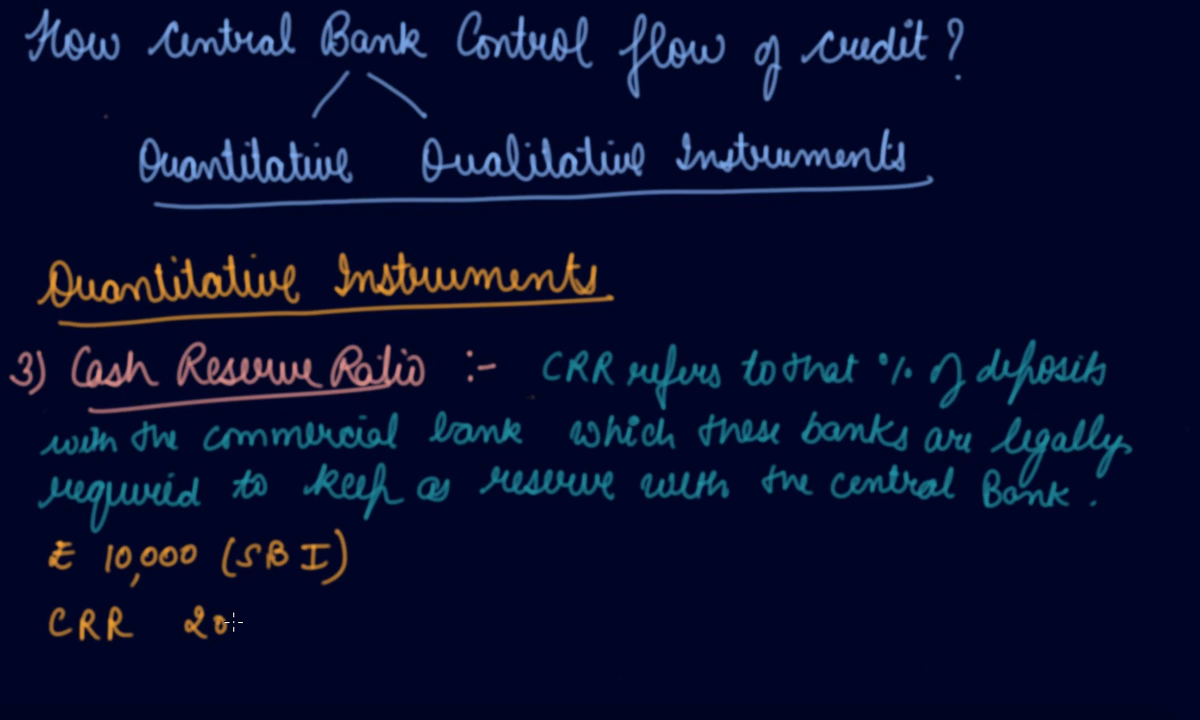 How Central Bank Control flow of credit?
Quantitative Qualitative Instruments
Quantitative Instruments
3) Cash Reserve Ratio :- CRR refers to that % of deposits
with the commercial bank which these banks are legally
required to keep as reserve with the central Bank.
₹ 10,000 (SBI)
CRR 20